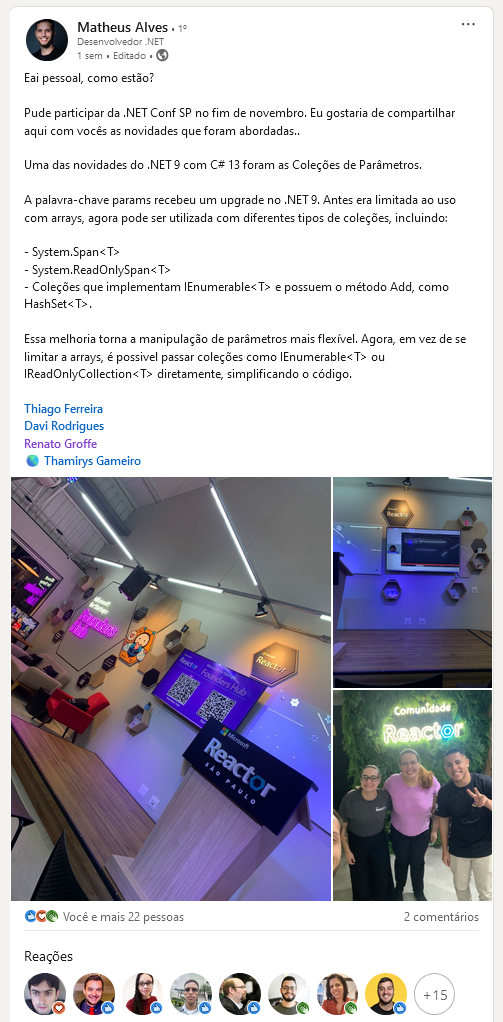 Matheus Alves • 1º
Desenvolvedor .NET
1 sem • Editado •
Eai pessoal, como estão?
Pude participar da .NET Conf SP no fim de novembro. Eu gostaria de compartilhar
aqui com vocês as novidades que foram abordadas..
Uma das novidades do .NET 9 com C# 13 foram as Coleções de Parâmetros.
A palavra-chave params recebeu um upgrade no .NET 9. Antes era limitada ao uso
com arrays, agora pode ser utilizada com diferentes tipos de coleções, incluindo:
- System.Span<T>
- System.ReadOnlySpan<T>
- Coleções que implementam IEnumerable<T> e possuem o método Add, como
HashSet<T>.
Essa melhoria torna a manipulação de parâmetros mais flexível. Agora, em vez de se
limitar a arrays, é possivel passar coleções como IEnumerable<T> ou
IReadOnlyCollection<T> diretamente, simplificando o código.
Thiago Ferreira
Davi Rodrigues
Renato Groffe
Thamirys Gameiro
founders
hub
Reactor
Founders Hub
Reactor
Microsoft
Reactor
SÃO PAULO
Reactor
Comunidade
Reactor
Você e mais 22 pessoas
2 comentários
Reações
+15